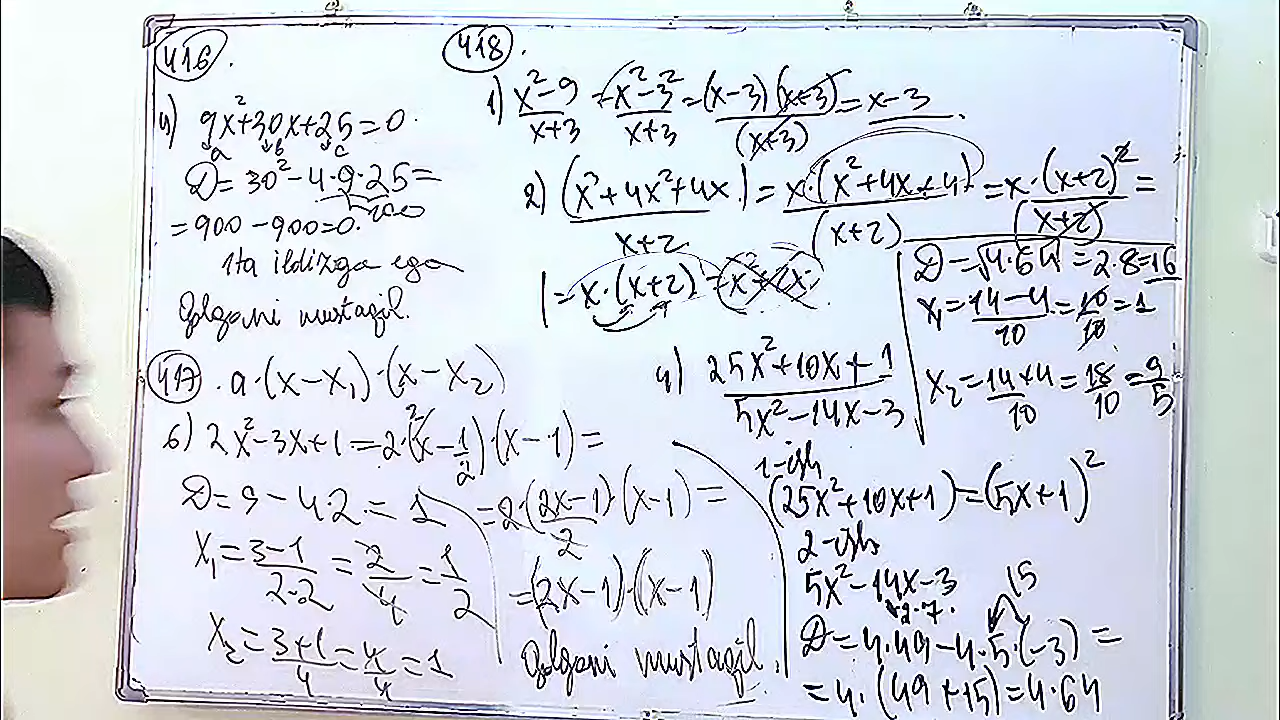 416.
4) 9x²+30x+25=0.
a b c
D=30²-4·9·25=
900
=900-900=0.
1ta ildizga ega
Qolgani mustaqil.
417. a·(x-x₁)·(x-x₂)
6) 2x²-3x+1=2·(x-1/2)·(x-1)=
D=9-4·2=1
x₁=(3-1)/(2·2)=2/4=1/2
x₂=(3+1)/4=4/4=1
=2·(2x-1)/2·(x-1)=
=(2x-1)·(x-1)
Qolgani mustaqil.
418.
1) (x²-9)/(x+3)=(x²-3²)/(x+3)=(x-3)(x+3)/(x+3)=x-3.
2) (x³+4x²+4x)/(x+2)=x·(x²+4x+4)/(x+2)=x·(x+2)²/(x+2)=
=x·(x+2)=x²+2x.
4) (25x²+10x+1)/(5x²-14x-3)
1-ish
(25x²+10x+1)=(5x+1)²
2-ish
5x²-14x-3
2·7.
15
D=4·49-4·5·(-3)=
=4·(49+15)=4·64
D=√4·64=2·8=16
x₁=(14-4)/10=10/10=1
x₂=(14+4)/10=18/10=9/5